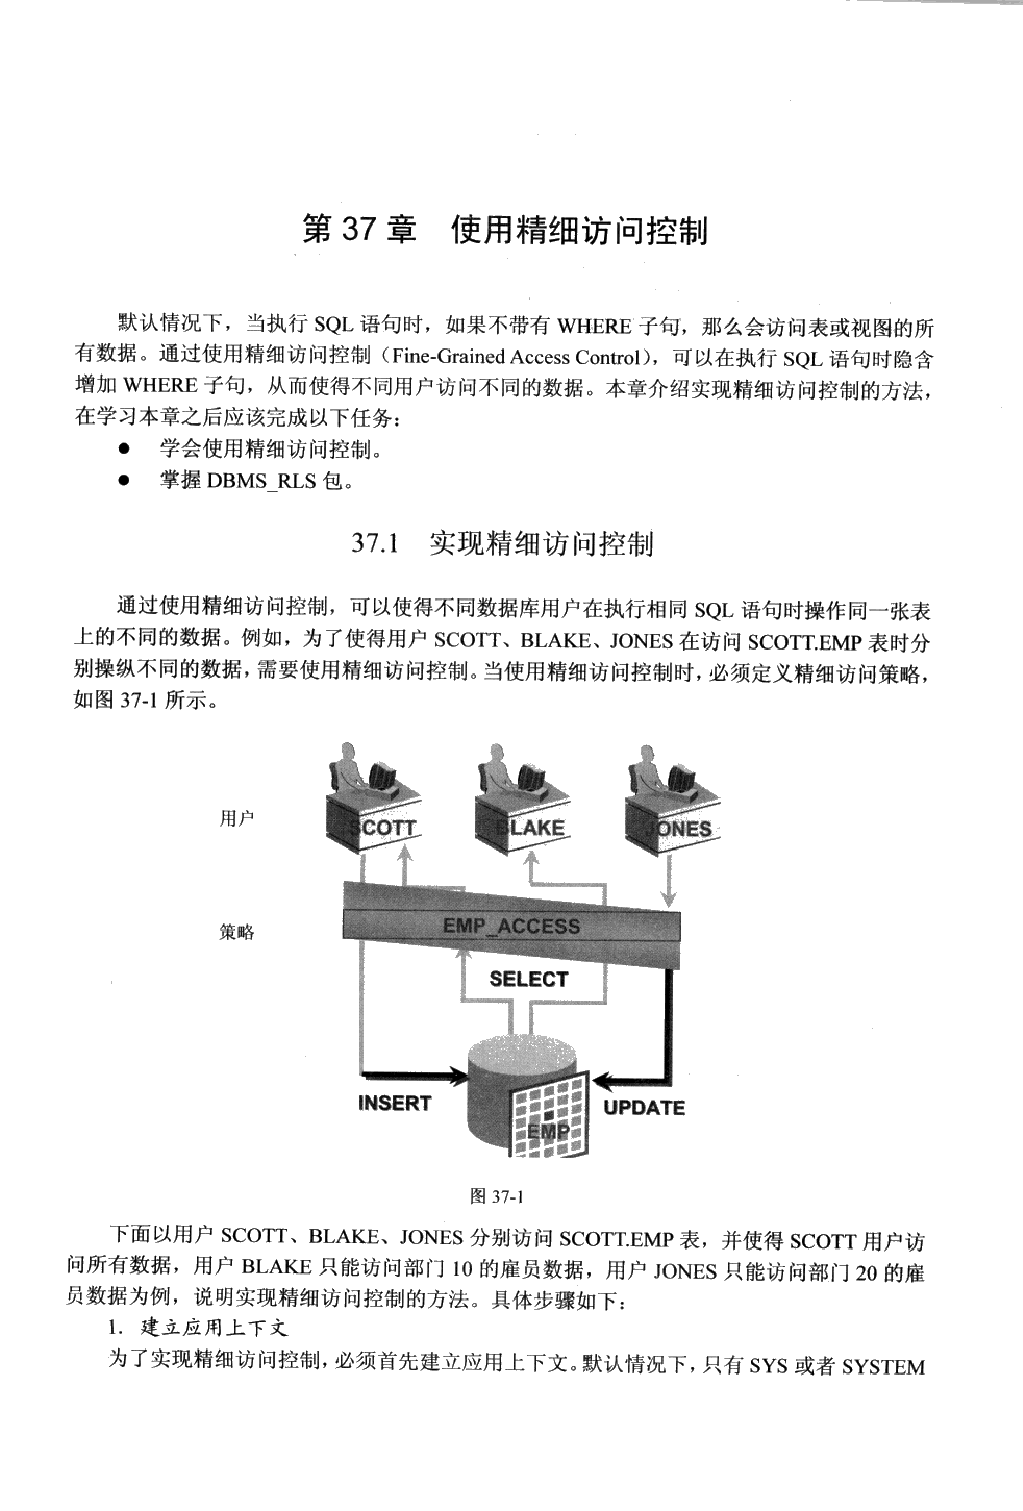 第 37 章　使用精细访问控制
默认情况下，当执行 SQL 语句时，如果不带有 WHERE 子句，那么会访问表或视图的所
有数据。通过使用精细访问控制（Fine-Grained Access Control），可以在执行 SQL 语句时隐含
增加 WHERE 子句，从而使得不同用户访问不同的数据。本章介绍实现精细访问控制的方法，
在学习本章之后应该完成以下任务：
● 学会使用精细访问控制。
● 掌握 DBMS_RLS 包。
37.1　实现精细访问控制
通过使用精细访问控制，可以使得不同数据库用户在执行相同 SQL 语句时操作同一张表
上的不同的数据。例如，为了使得用户 SCOTT、BLAKE、JONES 在访问 SCOTT.EMP 表时分
别操纵不同的数据，需要使用精细访问控制。当使用精细访问控制时，必须定义精细访问策略，
如图 37-1 所示。
用户
SCOTT
BLAKE
JONES
策略
EMP_ACCESS
SELECT
INSERT
UPDATE
EMP
图 37-1
下面以用户 SCOTT、BLAKE、JONES 分别访问 SCOTT.EMP 表，并使得 SCOTT 用户访
问所有数据，用户 BLAKE 只能访问部门 10 的雇员数据，用户 JONES 只能访问部门 20 的雇
员数据为例，说明实现精细访问控制的方法。具体步骤如下：
1．建立应用上下文
为了实现精细访问控制，必须首先建立应用上下文。默认情况下，只有 SYS 或者 SYSTEM